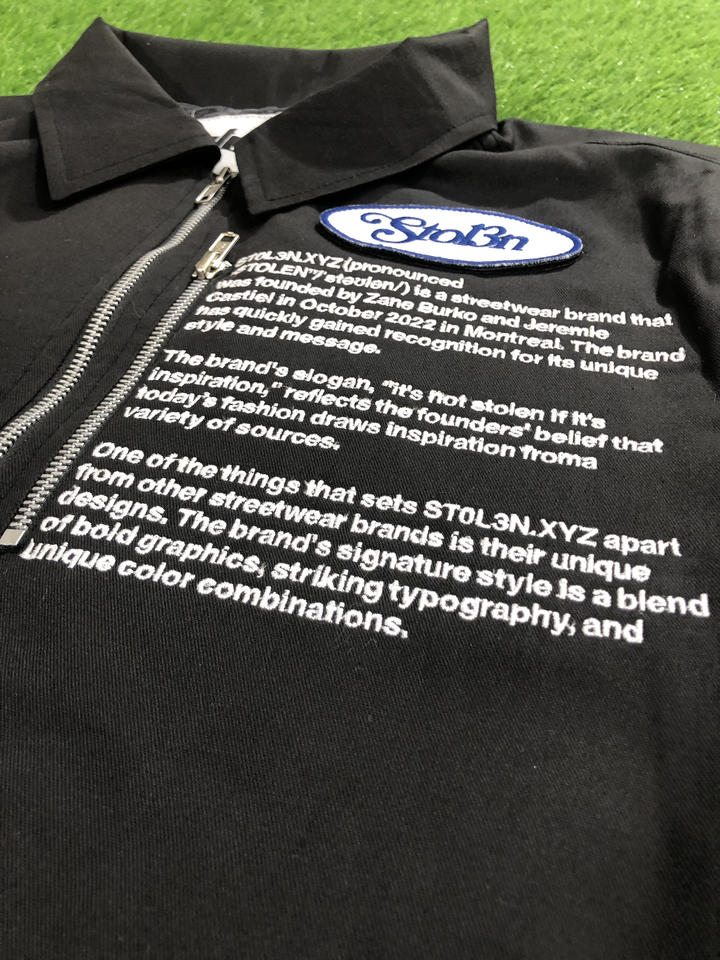 Stol3n
ST0L3N.XYZ (pronounced
"STOLEN"/ˈstoʊlən/) is a streetwear brand that
was founded by Zane Burko and Jeremie
Castiel in October 2022 in Montreal. The brand
has quickly gained recognition for its unique
style and message.
The brand's slogan, "it's not stolen if it's
inspiration," reflects the founders' belief that
today's fashion draws inspiration froma
variety of sources.
One of the things that sets ST0L3N.XYZ apart
from other streetwear brands is their unique
designs. The brand's signature style is a blend
of bold graphics, striking typography, and
unique color combinations.